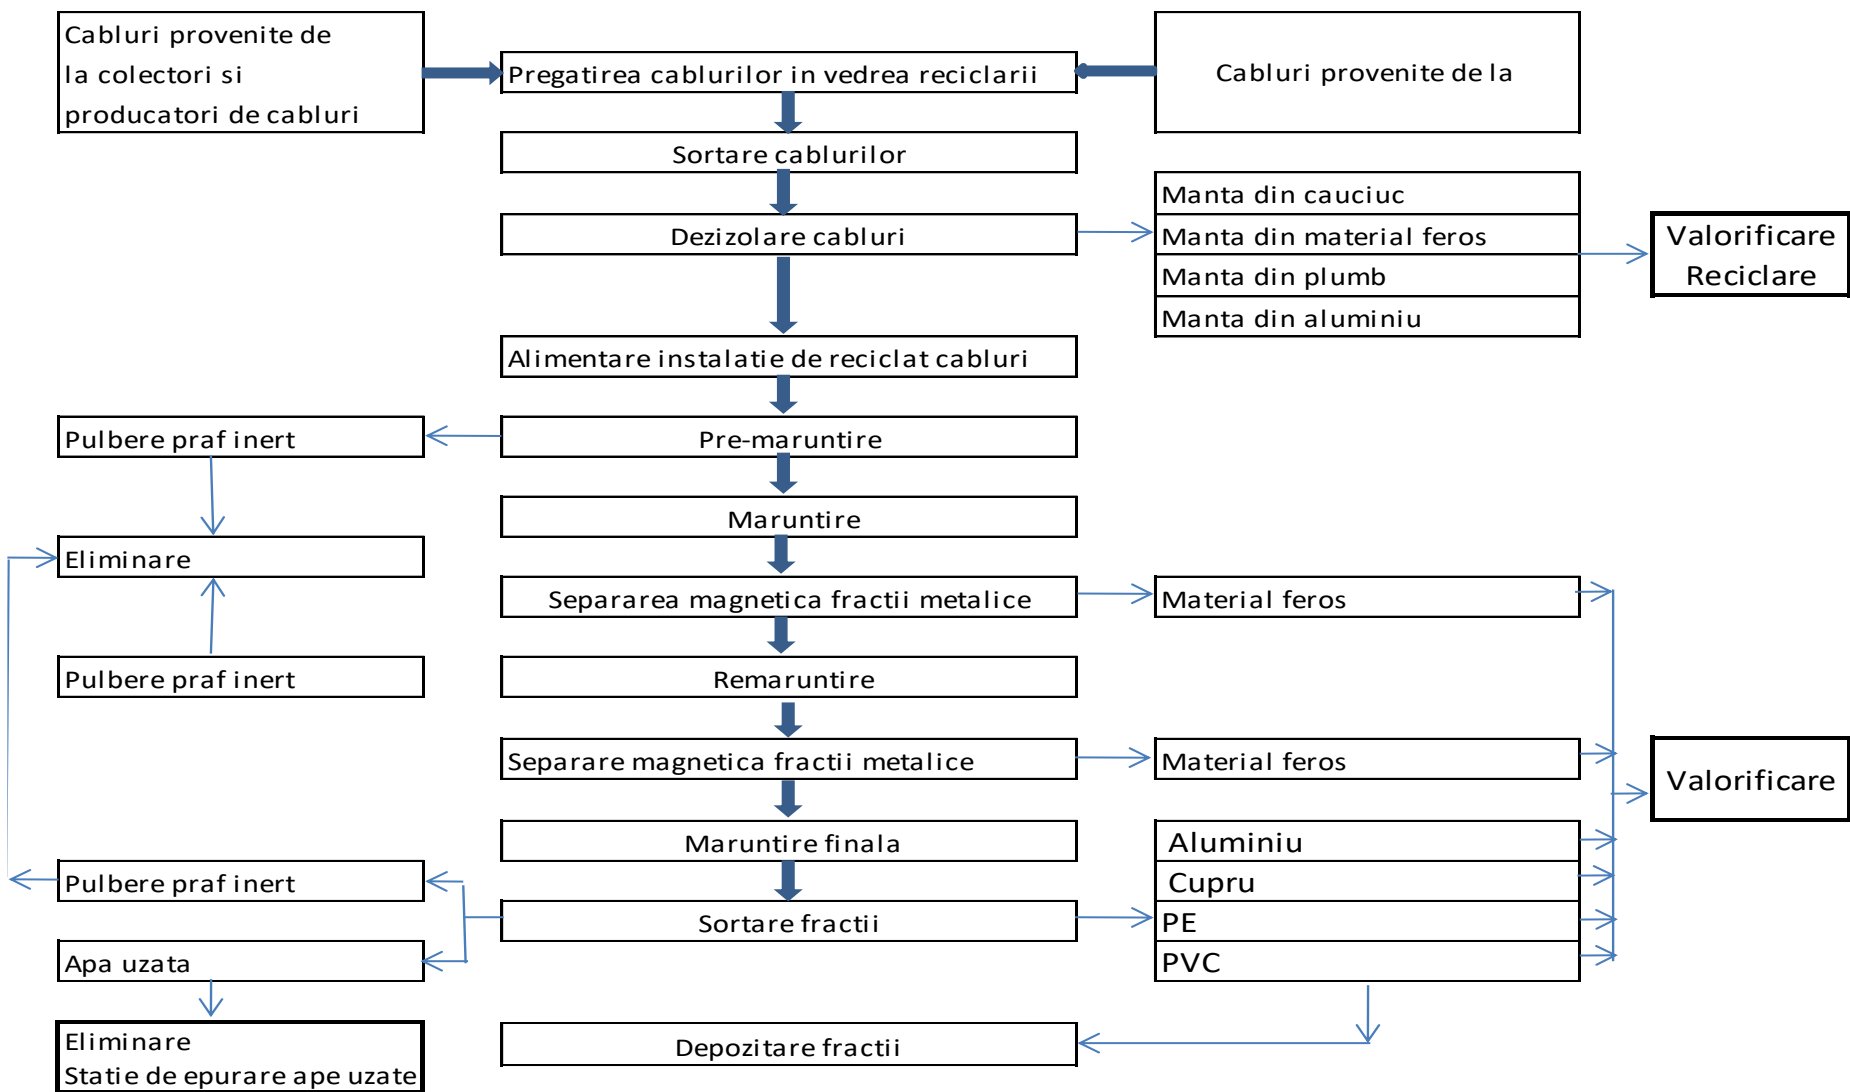 Cabluri provenite de
la colectori si
producatori de cabluri
Pregatirea cablurilor in vedrea reciclarii
Cabluri provenite de la
Sortare cablurilor
Dezizolare cabluri
Manta din cauciuc
Manta din material feros
Manta din plumb
Manta din aluminiu
Valorificare
Reciclare
Alimentare instalatie de reciclat cabluri
Pulbere praf inert
Pre-maruntire
Maruntire
Eliminare
Separarea magnetica fractii metalice
Material feros
Pulbere praf inert
Remaruntire
Separare magnetica fractii metalice
Material feros
Valorificare
Maruntire finala
Aluminiu
Cupru
PE
PVC
Pulbere praf inert
Sortare fractii
Apa uzata
Eliminare
Statie de epurare ape uzate
Depozitare fractii